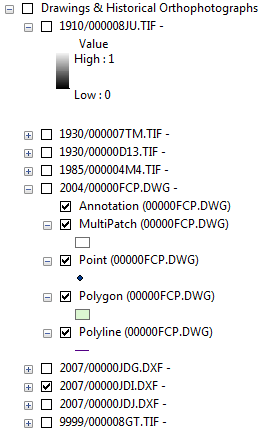 Drawings & Historical Orthophotographs
1910/000008JU.TIF -
Value
High : 1
Low : 0
1930/000007TM.TIF -
1930/00000D13.TIF -
1985/000004M4.TIF -
2004/00000FCP.DWG -
Annotation (00000FCP.DWG)
MultiPatch (00000FCP.DWG)
Point (00000FCP.DWG)
Polygon (00000FCP.DWG)
Polyline (00000FCP.DWG)
2007/00000JDG.DXF -
2007/00000JDI.DXF -
2007/00000JDJ.DXF -
9999/000008GT.TIF -